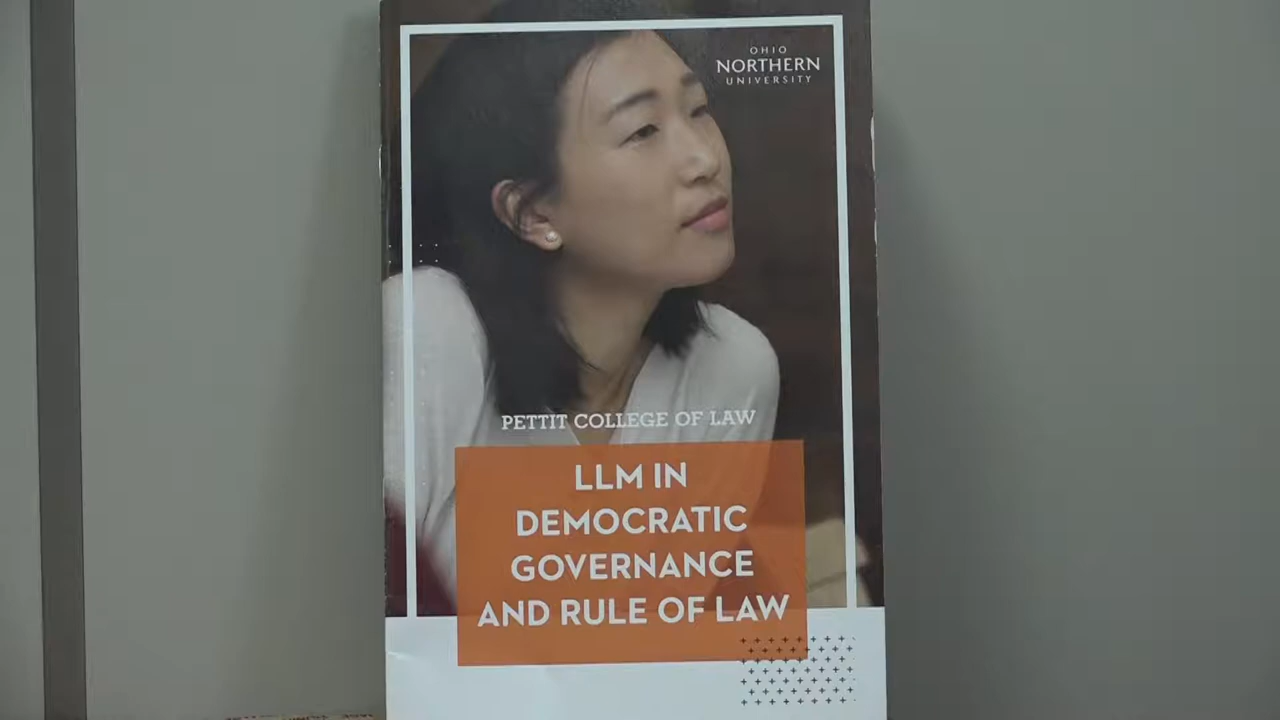 OHIO
NORTHERN
UNIVERSITY
PETTIT COLLEGE OF LAW
LLM IN
DEMOCRATIC
GOVERNANCE
AND RULE OF LAW